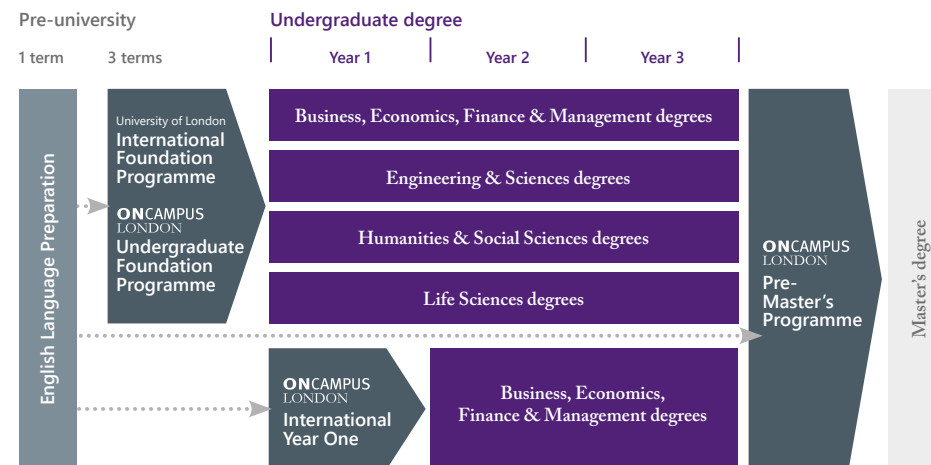 Pre-university
Undergraduate degree
1 term
3 terms
Year 1
Year 2
Year 3
English Language Preparation
University of London
International
Foundation
Programme
ONCAMPUS
LONDON
Undergraduate
Foundation
Programme
Business, Economics, Finance & Management degrees
Engineering & Sciences degrees
Humanities & Social Sciences degrees
Life Sciences degrees
ONCAMPUS
LONDON
International
Year One
Business, Economics,
Finance & Management degrees
ONCAMPUS
LONDON
Pre-
Master's
Programme
Master's degree